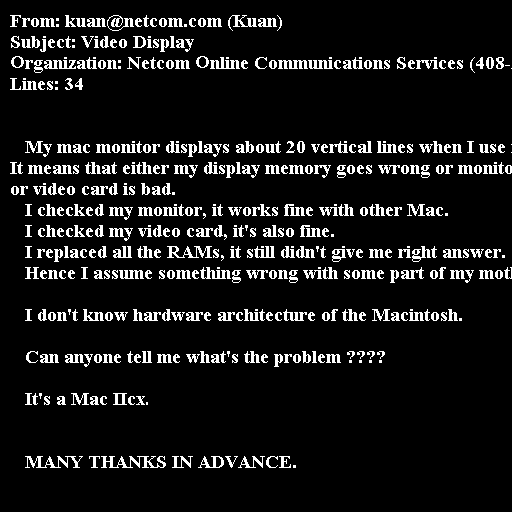 From: kuan@netcom.com (Kuan)
Subject: Video Display
Organization: Netcom Online Communications Services (408-
Lines: 34
My mac monitor displays about 20 vertical lines when I use
It means that either my display memory goes wrong or
or video card is bad.
I checked my monitor, it works fine with other Mac.
I checked my video card, it's also fine.
I replaced all the RAMs, it still didn't give me right answer.
Hence I assume something wrong with some part of my
I don't know hardware architecture of the Macintosh.
Can anyone tell me what's the problem ????
It's a Mac IIcx.
MANY THANKS IN ADVANCE.